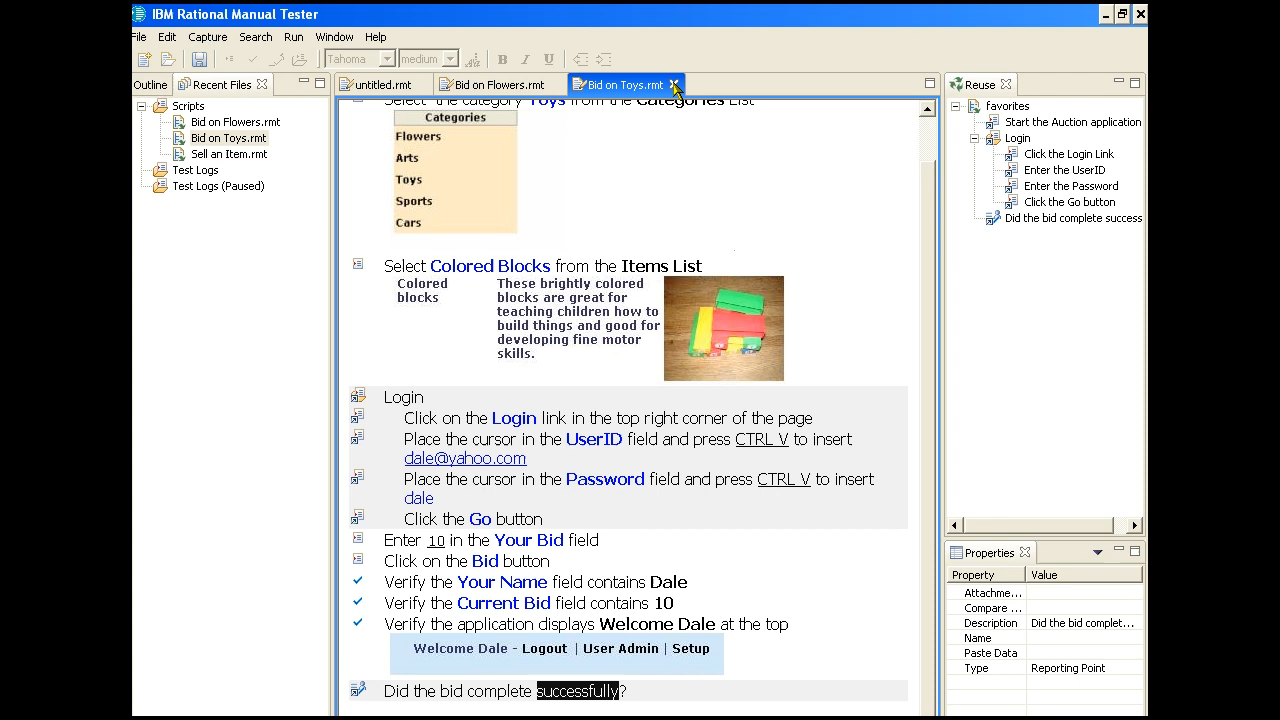 IBM Rational Manual Tester
File Edit Capture Search Run Window Help
Tahoma medium B I U
Outline Recent Files
Scripts
Bid on Flowers.rmt
Bid on Toys.rmt
Sell an Item.rmt
Test Logs
Test Logs (Paused)
untitled.rmt Bid on Flowers.rmt Bid on Toys.rmt
Select the category Toys from the Categories List
Categories
Flowers
Arts
Toys
Sports
Cars
Select Colored Blocks from the Items List
Colored
blocks
These brightly colored
blocks are great for
teaching children how to
build things and good for
developing fine motor
skills.
Login
Click on the Login link in the top right corner of the page
Place the cursor in the UserID field and press CTRL V to insert
dale@yahoo.com
Place the cursor in the Password field and press CTRL V to insert
dale
Click the Go button
Enter 10 in the Your Bid field
Click on the Bid button
Verify the Your Name field contains Dale
Verify the Current Bid field contains 10
Verify the application displays Welcome Dale at the top
Welcome Dale - Logout | User Admin | Setup
Did the bid complete successfully?
Reuse
favorites
Start the Auction application
Login
Click the Login Link
Enter the UserID
Enter the Password
Click the Go button
Did the bid complete success
Properties
Property Value
Attachme...
Compare ...
Description Did the bid complet...
Name
Paste Data
Type Reporting Point